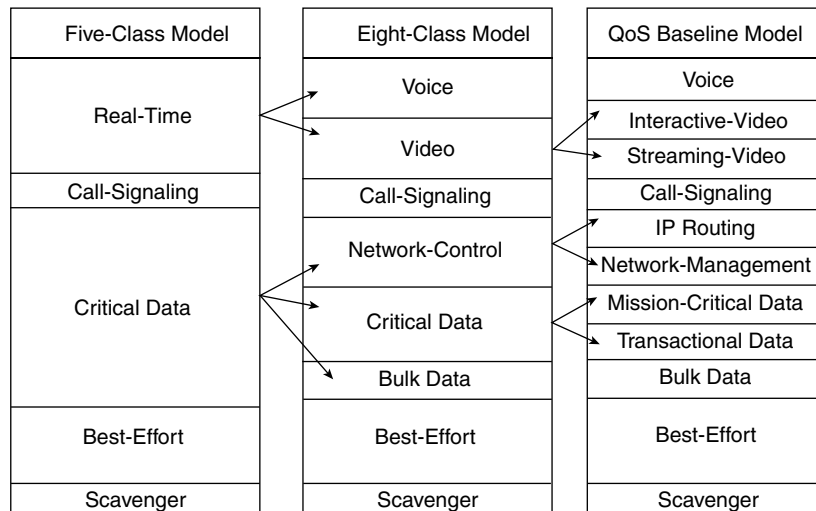 Five-Class Model
Real-Time
Call-Signaling
Critical Data
Best-Effort
Scavenger
Eight-Class Model
Voice
Video
Call-Signaling
Network-Control
Critical Data
Bulk Data
Best-Effort
Scavenger
QoS Baseline Model
Voice
Interactive-Video
Streaming-Video
Call-Signaling
IP Routing
Network-Management
Mission-Critical Data
Transactional Data
Bulk Data
Best-Effort
Scavenger